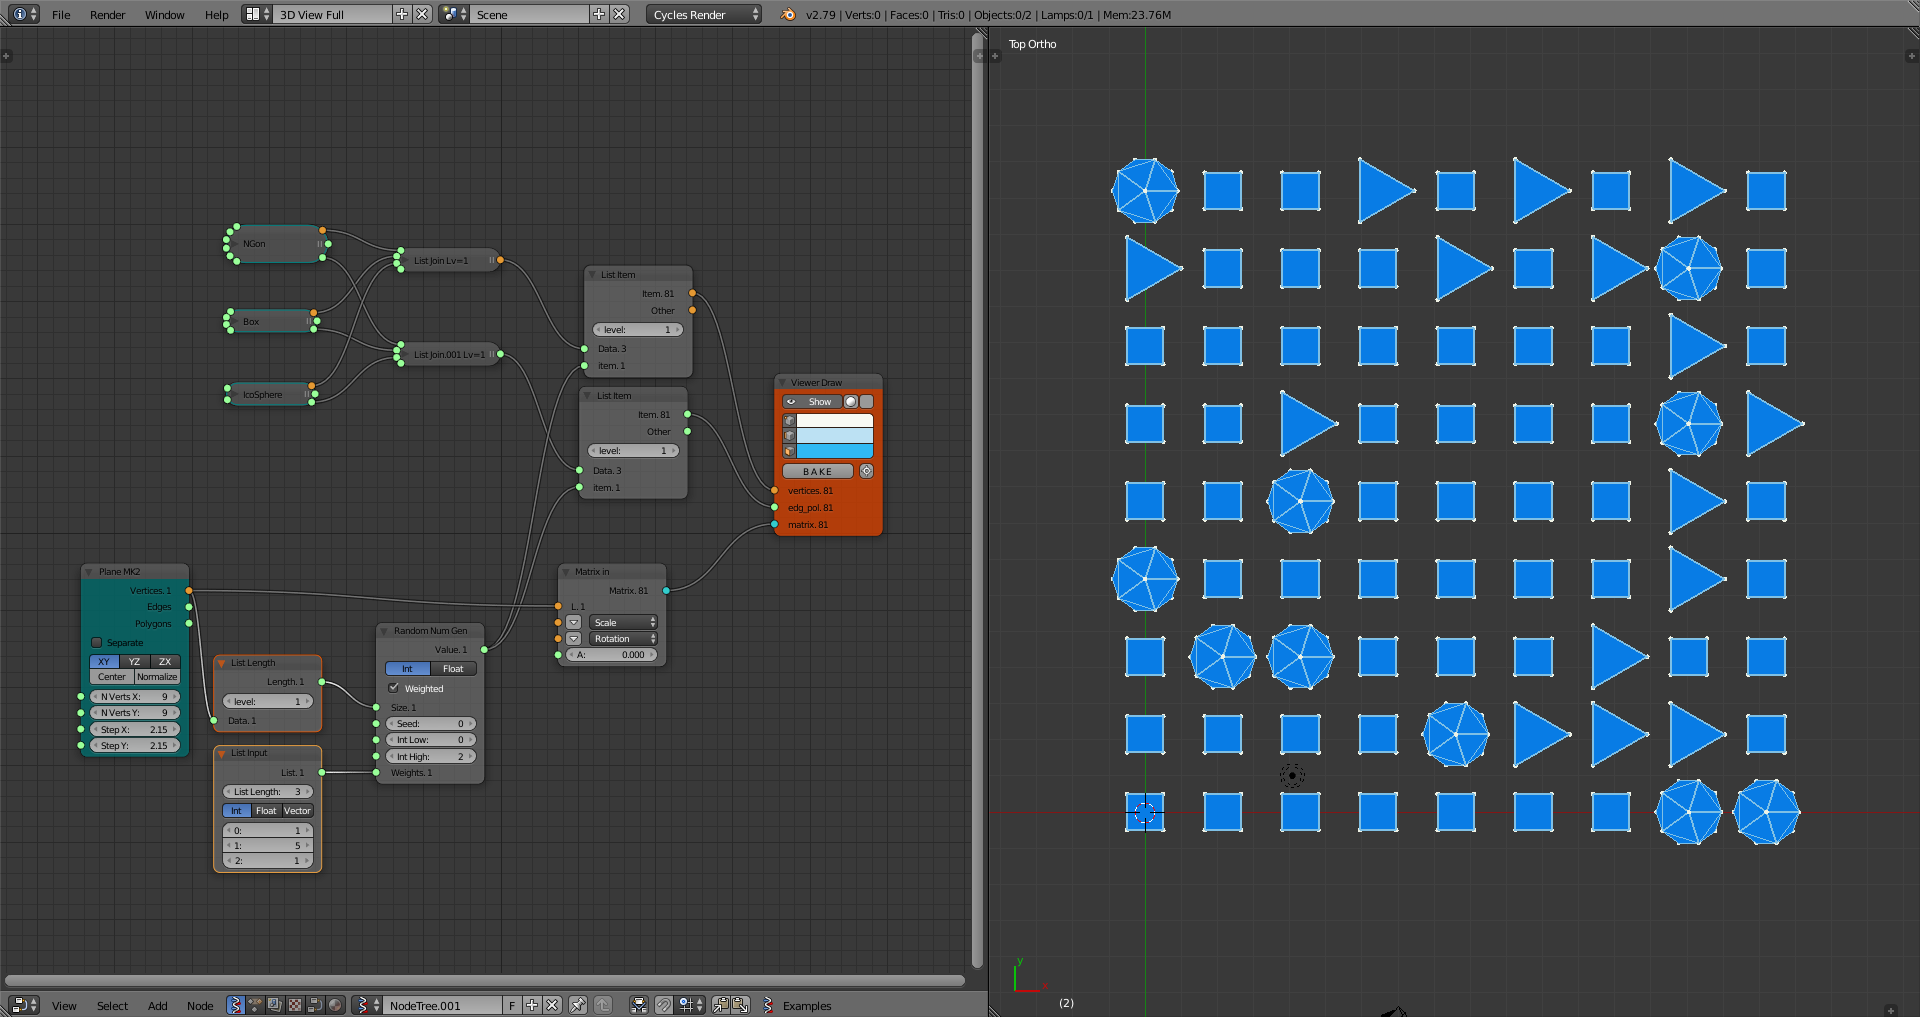 File Render Window Help 3D View Full Scene Cycles Render v2.79 | Verts:0 | Faces:0 | Tris:0 | Objects:0/2 | Lamps:0/1 | Mem:23.76M
Top Ortho
NGon
List Join Lv=1
List Item
Item. 81
Other
level: 1
Data. 3
item. 1
Box
List Join.001 Lv=1
IcoSphere
List Item
Item. 81
Other
level: 1
Data. 3
item. 1
Viewer Draw
Show
BAKE
vertices. 81
edg_pol. 81
matrix. 81
Plane MK2
Vertices. 1
Edges
Polygons
Separate
XY YZ ZX
Center Normalize
N Verts X: 9
N Verts Y: 9
Step X: 2.15
Step Y: 2.15
List Length
Length. 1
level: 1
Data. 1
List Input
List. 1
List Length: 3
Int Float Vector
0: 1
1: 5
2: 1
Random Num Gen
Value. 1
Int Float
Weighted
Size. 1
Seed: 0
Int Low: 0
Int High: 2
Weights. 1
Matrix in
Matrix. 81
L. 1
Scale
Rotation
A: 0.000
y
x
(2)
View Select Add Node NodeTree.001 F Examples